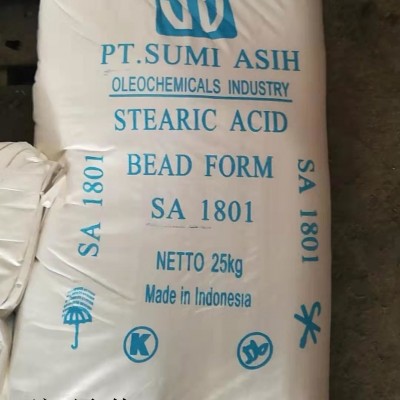 PT.SUMI ASIH
OLEOCHEMICALS INDUSTRY
STEARIC ACID
BEAD FORM
SA 1801
SA 1801
SA 1801
NETTO 25kg
Made in Indonesia
K